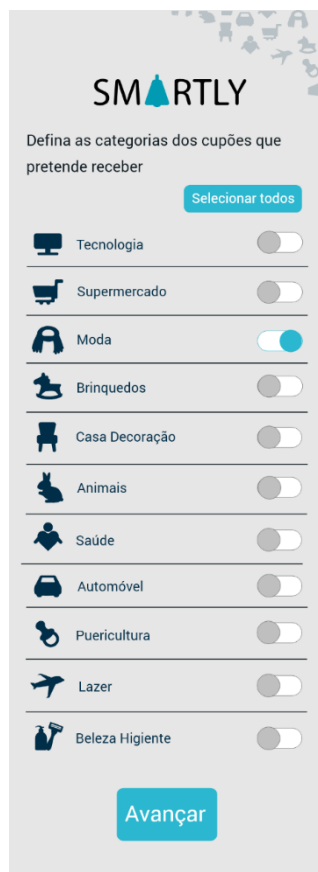 SMARTLY
Defina as categorias dos cupões que
pretende receber
Selecionar todos
Tecnologia
Supermercado
Moda
Brinquedos
Casa Decoração
Animais
Saúde
Automóvel
Puericultura
Lazer
Beleza Higiente
Avançar